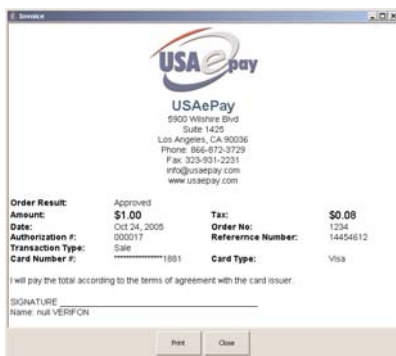 Invoice
USA e pay
USAePay
5900 Wilshire Blvd
Suite 1425
Los Angeles, CA 90036
Phone: 866-872-3729
Fax: 323-931-2231
info@usaepay.com
www.usaepay.com
Order Result: Approved
Amount: $1.00 Tax: $0.08
Date: Oct 24, 2005 Order No: 1234
Authorization #: 000017 Referernce Number: 14454612
Transaction Type: Sale
Card Number #: ****************1881 Card Type: Visa
I will pay the total according to the terms of agreement with the card issuer.
SIGNATURE
Name: null VERIFON
Print Close